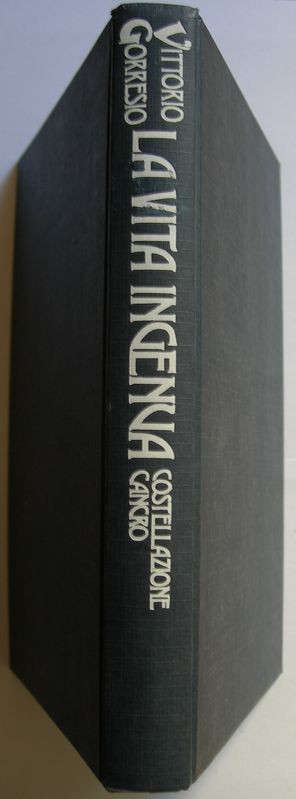 VITTORIO
GORRESIO
LA VITA INGENUA
COSTELLAZIONE
CANCRO